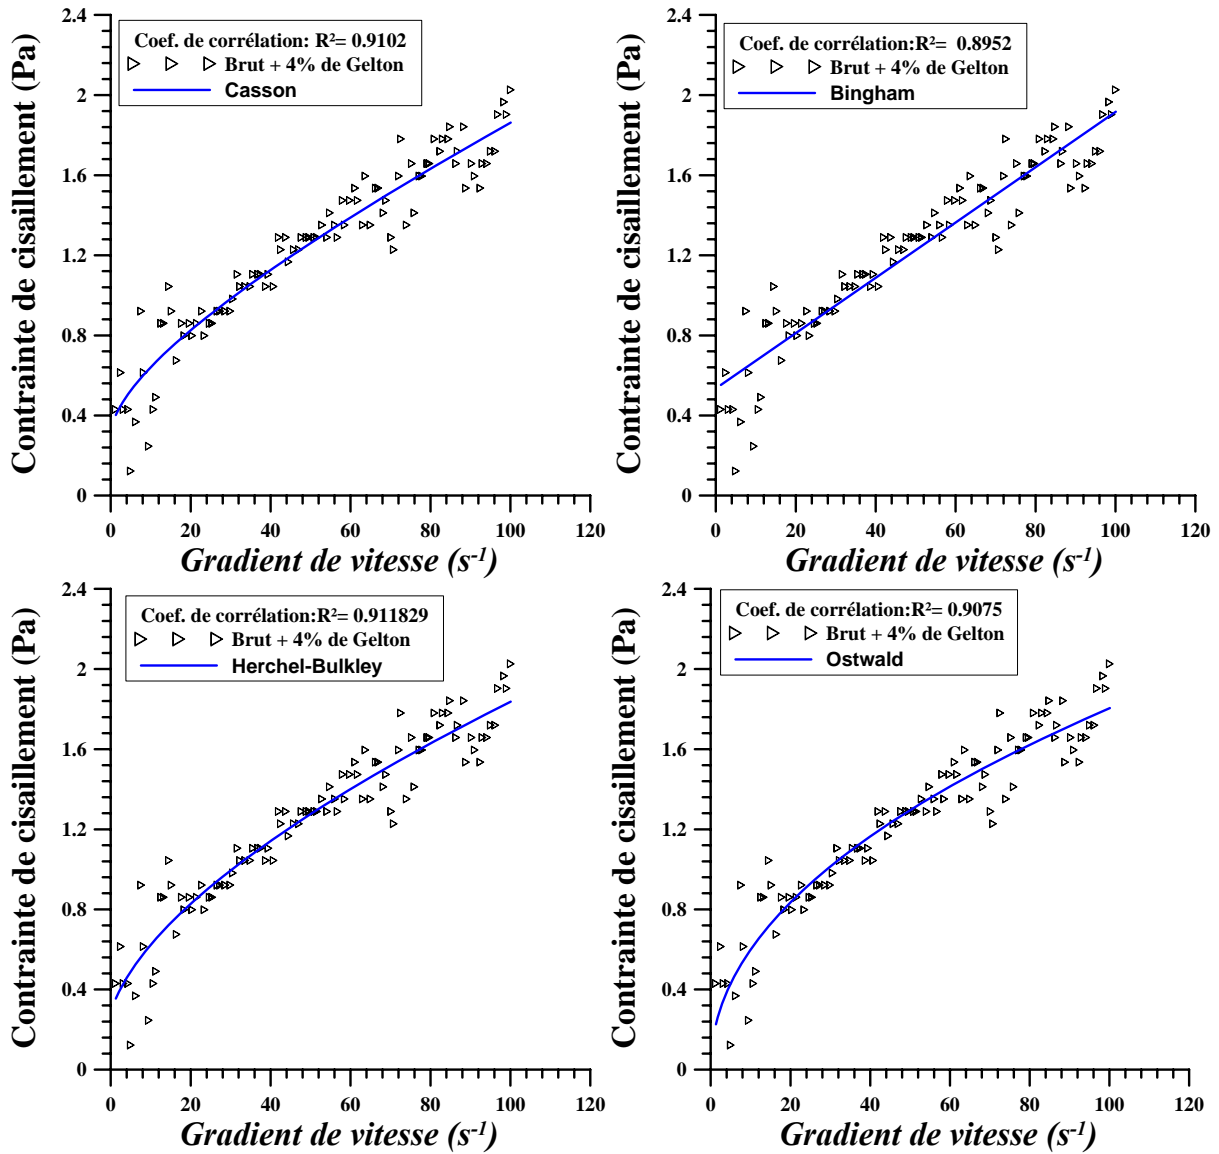 2.4
2
1.6
1.2
0.8
0.4
0
Contrainte de cisaillement (Pa)
Coef. de corrélation: R²= 0.9102
Brut + 4% de Gelton
Casson
0 20 40 60 80 100 120
Gradient de vitesse (s-1)
2.4
2
1.6
1.2
0.8
0.4
0
Contrainte de cisaillement (Pa)
Coef. de corrélation:R²= 0.8952
Brut + 4% de Gelton
Bingham
0 20 40 60 80 100 120
Gradient de vitesse (s-1)
2.4
2
1.6
1.2
0.8
0.4
0
Contrainte de cisaillement (Pa)
Coef. de corrélation:R²= 0.911829
Brut + 4% de Gelton
Herchel-Bulkley
0 20 40 60 80 100 120
Gradient de vitesse (s-1)
2.4
2
1.6
1.2
0.8
0.4
0
Contrainte de cisaillement (Pa)
Coef. de corrélation:R²= 0.9075
Brut + 4% de Gelton
Ostwald
0 20 40 60 80 100 120
Gradient de vitesse (s-1)